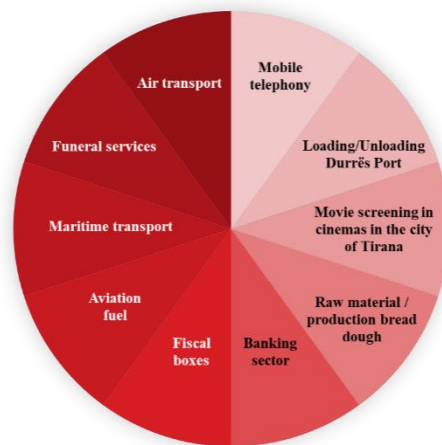 Mobile
telephony
Loading/Unloading
Durrës Port
Movie screening in
cinemas in the city
of Tirana
Raw material /
production bread
dough
Banking
sector
Fiscal
boxes
Aviation
fuel
Maritime transport
Funeral services
Air transport